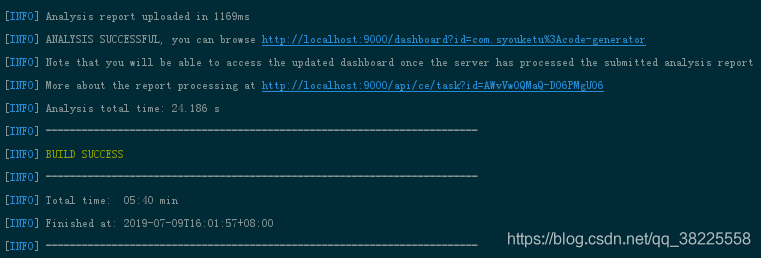 [INFO] Analysis report uploaded in 1169ms
[INFO] ANALYSIS SUCCESSFUL, you can browse http://localhost:9000/dashboard?id=com.syouketu%3Acode-generator
[INFO] Note that you will be able to access the updated dashboard once the server has processed the submitted analysis report
[INFO] More about the report processing at http://localhost:9000/api/ce/task?id=AWvVwOQMaQ-DO6PMgUO6
[INFO] Analysis total time: 24.186 s
[INFO] ------------------------------------------------------------------------
[INFO] BUILD SUCCESS
[INFO] ------------------------------------------------------------------------
[INFO] Total time:  05:40 min
[INFO] Finished at: 2019-07-09T16:01:57+08:00
[INFO] ------------------------------------------------------------------------
https://blog.csdn.net/qq_38225558